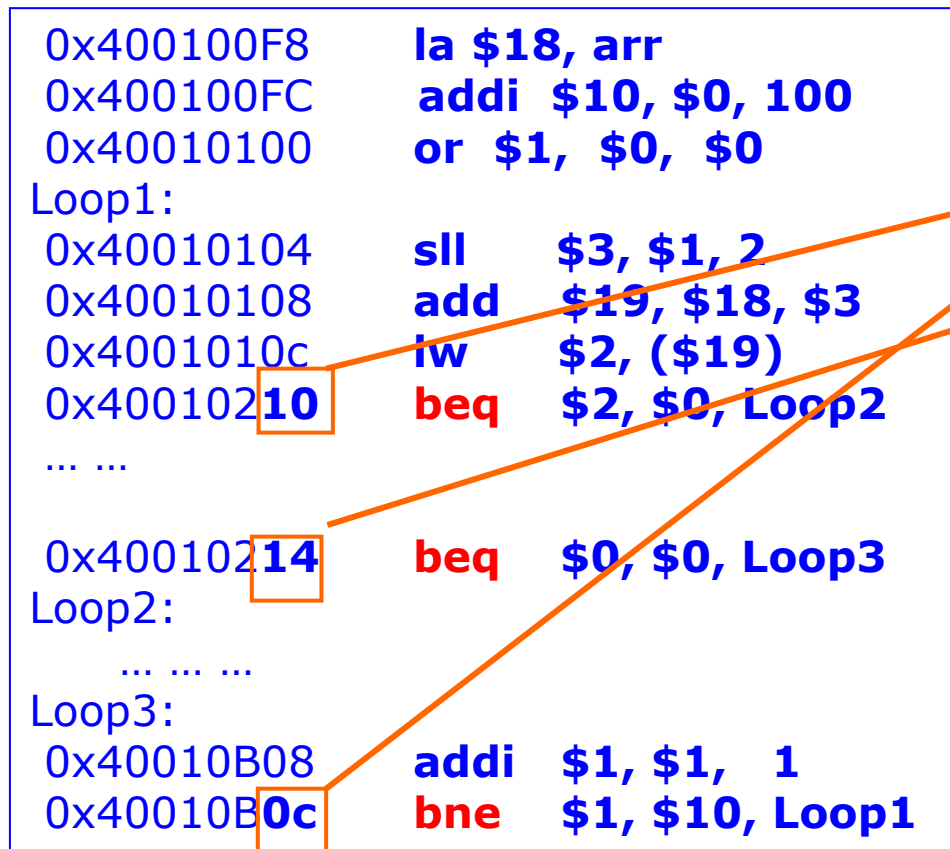 0x400100F8 la $18, arr
0x400100FC addi $10, $0, 100
0x40010100 or $1, $0, $0
Loop1:
0x40010104 sll $3, $1, 2
0x40010108 add $19, $18, $3
0x4001010c lw $2, ($19)
0x40010210 beq $2, $0, Loop2
... ...
0x40010214 beq $0, $0, Loop3
Loop2:
... ... ...
Loop3:
0x40010B08 addi $1, $1, 1
0x40010B0c bne $1, $10, Loop1